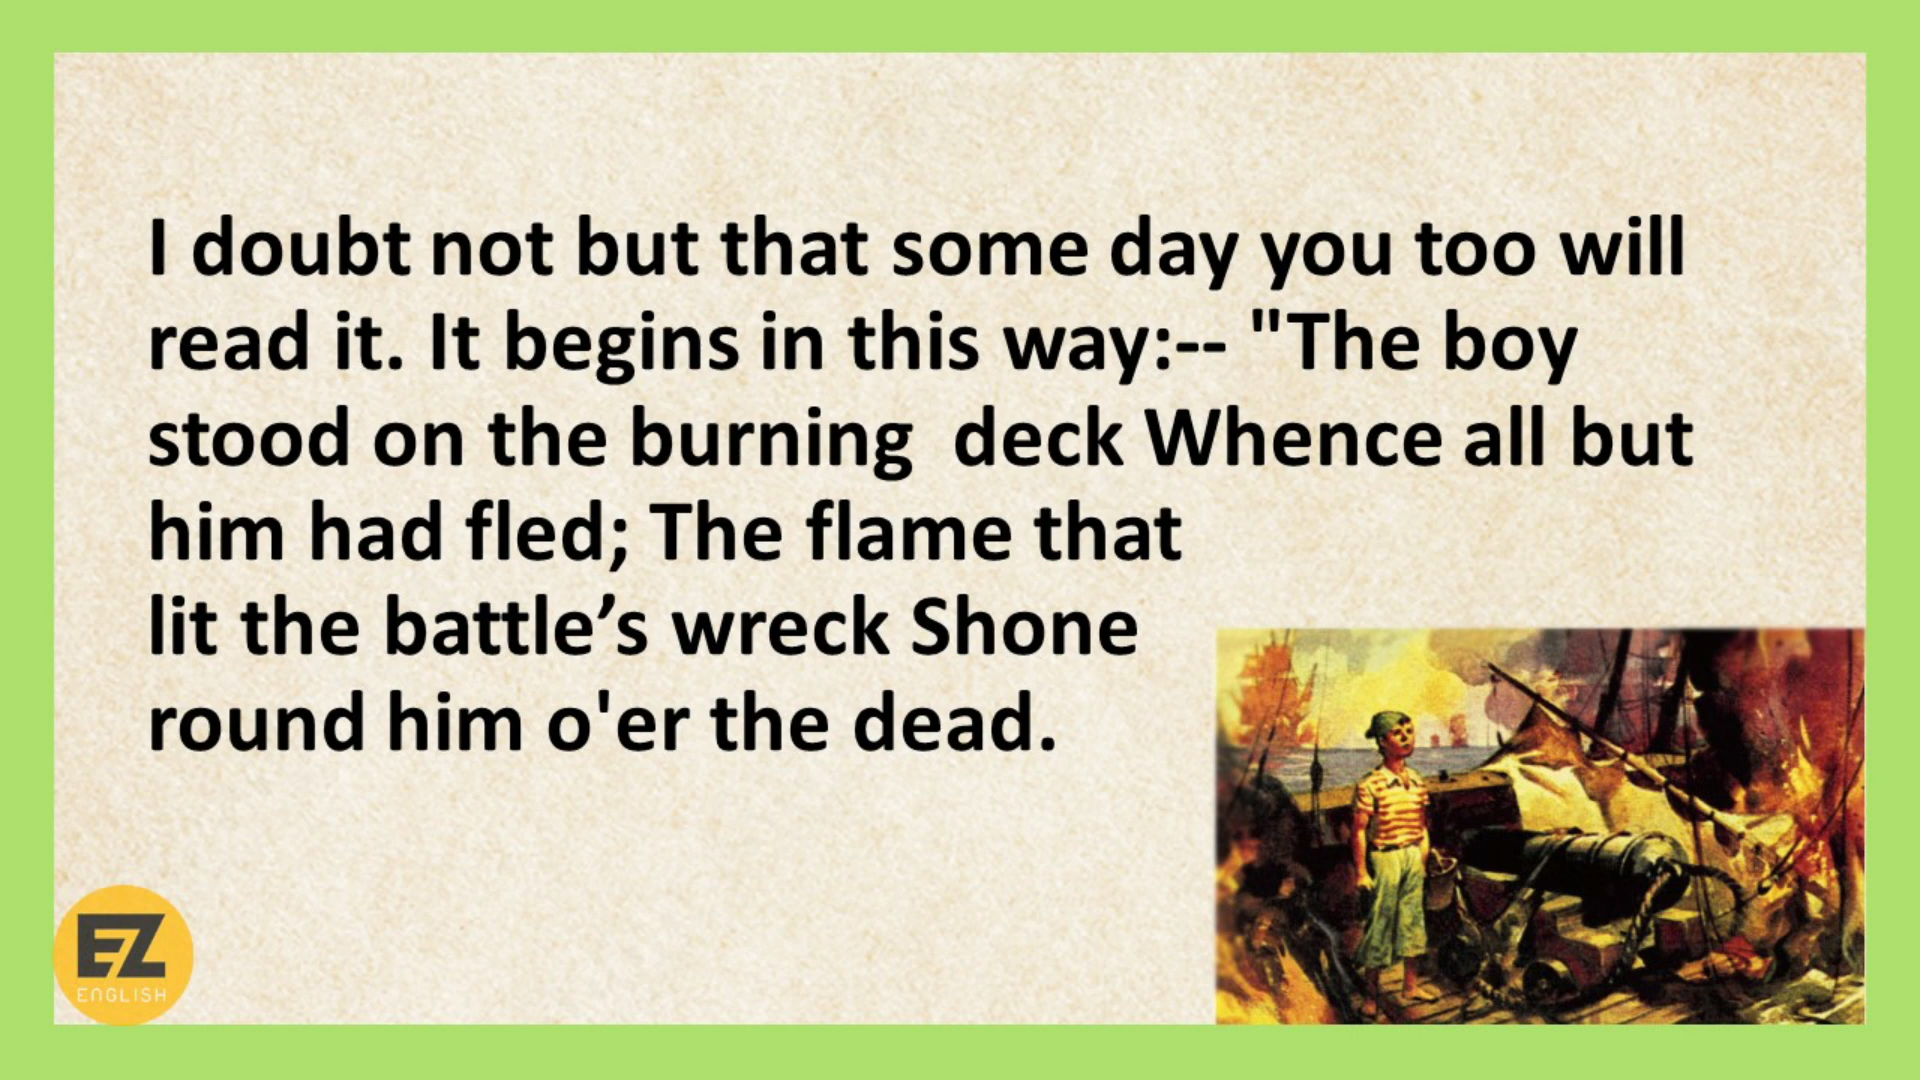 I doubt not but that some day you too will
read it. It begins in this way:-- "The boy
stood on the burning  deck Whence all but
him had fled; The flame that
lit the battle’s wreck Shone
round him o'er the dead.
EZ
ENGLISH